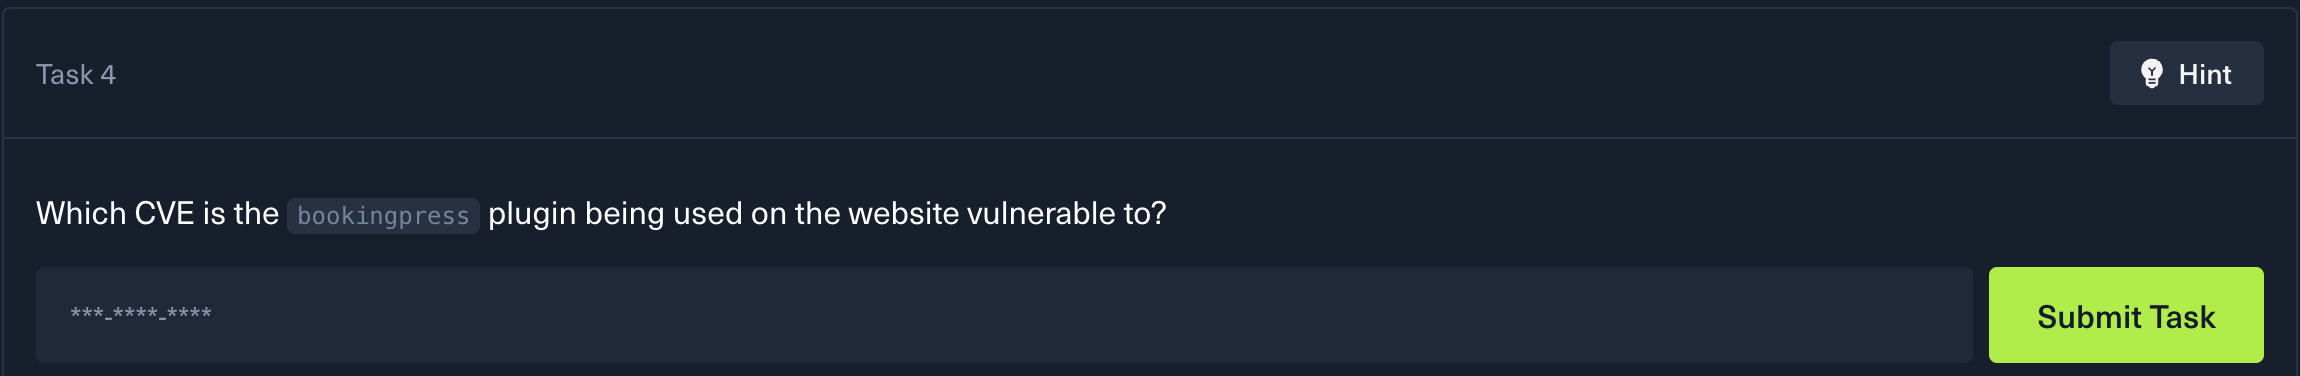 Task 4
Hint
Which CVE is the bookingpress plugin being used on the website vulnerable to?
***-****-****
Submit Task